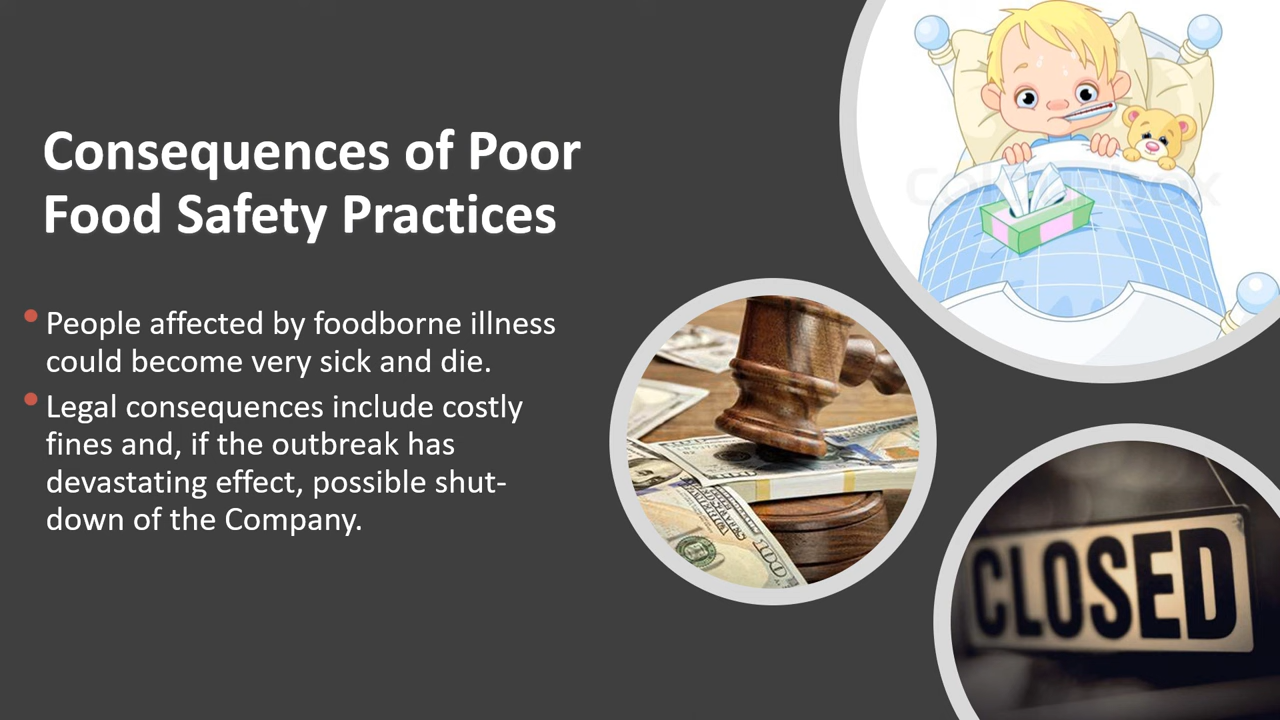 Consequences of Poor
Food Safety Practices
• People affected by foodborne illness
could become very sick and die.
• Legal consequences include costly
fines and, if the outbreak has
devastating effect, possible shut-
down of the Company.
100
CLOSED